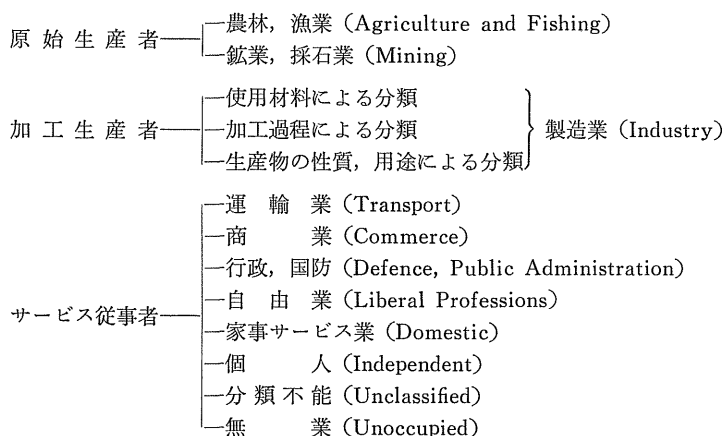 原始生産者 農林，漁業（Agriculture and Fishing）
鉱業，採石業（Mining）
加工生産者 使用材料による分類
加工過程による分類 製造業（Industry）
生産物の性質，用途による分類
サービス従事者 運輸業（Transport）
商業（Commerce）
行政，国防（Defence, Public Administration）
自由業（Liberal Professions）
家事サービス業（Domestic）
個人（Independent）
分類不能（Unclassified）
無業（Unoccupied）